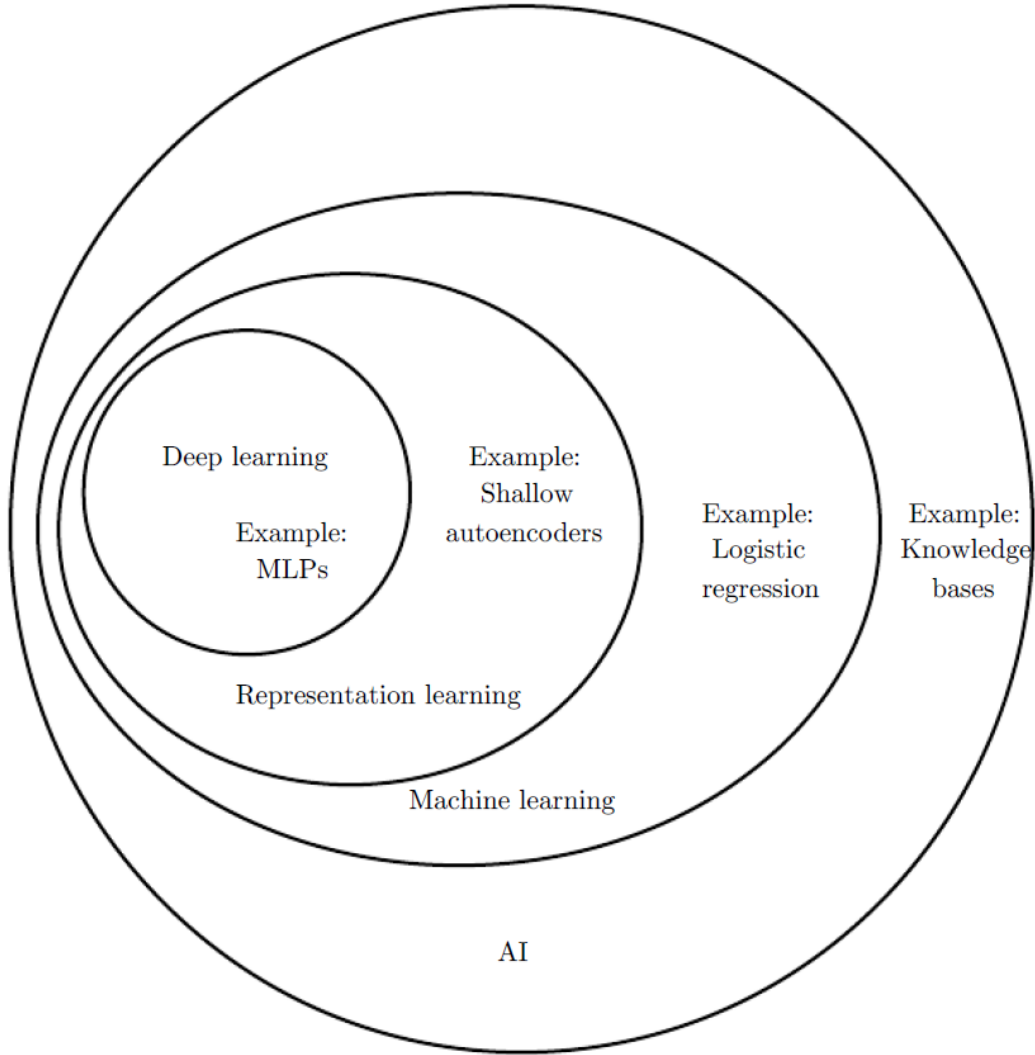 Deep learning
Example:
MLPs
Example:
Shallow
autoencoders
Example:
Logistic
regression
Example:
Knowledge
bases
Representation learning
Machine learning
AI